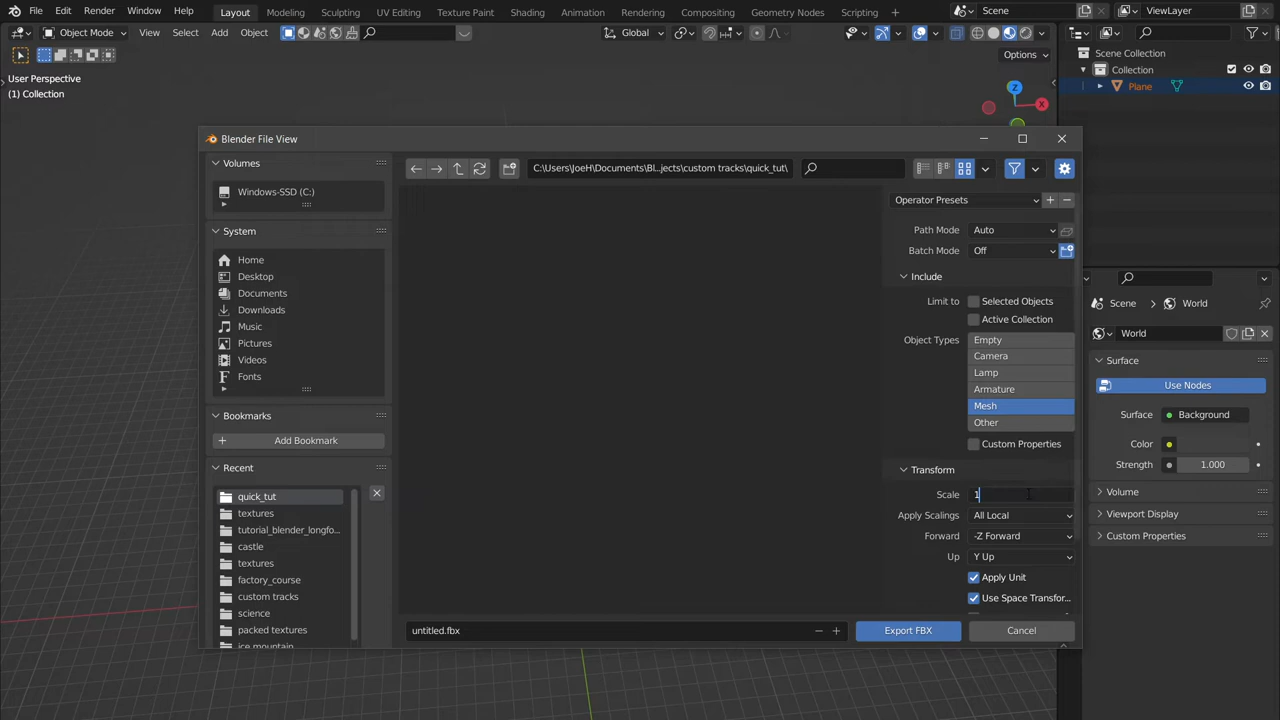 File Edit Render Window Help Layout Modeling Sculpting UV Editing Texture Paint Shading Animation Rendering Compositing Geometry Nodes Scripting + Scene ViewLayer
Object Mode View Select Add Object Global
Options
User Perspective
(1) Collection
Scene Collection
Collection
Plane
Z
X
Blender File View
Volumes
Windows-SSD (C:)
System
Home
Desktop
Documents
Downloads
Music
Pictures
Videos
Fonts
Bookmarks
Add Bookmark
Recent
quick_tut
textures
tutorial_blender_longfo...
castle
textures
factory_course
custom tracks
science
packed textures
ice mountain
C:\Users\JoeH\Documents\Bl...jects\custom tracks\quick_tut\
Operator Presets
Path Mode Auto
Batch Mode Off
Include
Limit to Selected Objects
Active Collection
Object Types Empty
Camera
Lamp
Armature
Mesh
Other
Custom Properties
Transform
Scale 1
Apply Scalings All Local
Forward -Z Forward
Up Y Up
Apply Unit
Use Space Transfor...
untitled.fbx
Export FBX
Cancel
Scene World
World
Surface
Use Nodes
Surface Background
Color
Strength 1.000
Volume
Viewport Display
Custom Properties